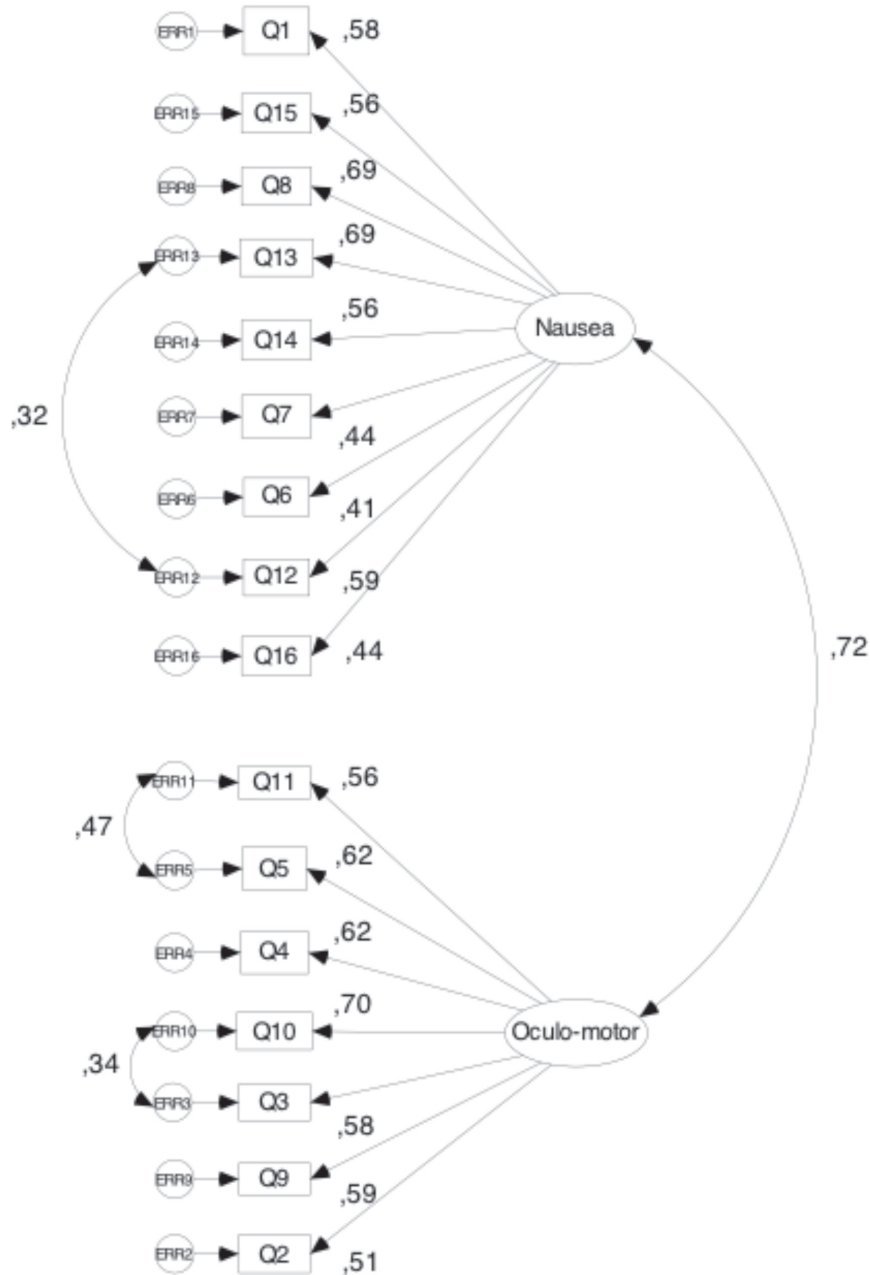 ERR1 Q1 ,58
ERR15 Q15 ,56
ERR8 Q8 ,69
ERR13 Q13 ,69
ERR14 Q14 ,56
Nausea
ERR7 Q7 ,44
,32
ERR6 Q6 ,41
ERR12 Q12 ,59
ERR16 Q16 ,44
,72
ERR11 Q11 ,56
,47
ERR5 Q5 ,62
ERR4 Q4 ,62
ERR10 Q10 ,70
Oculo-motor
,34
ERR3 Q3 ,58
ERR9 Q9 ,59
ERR2 Q2 ,51